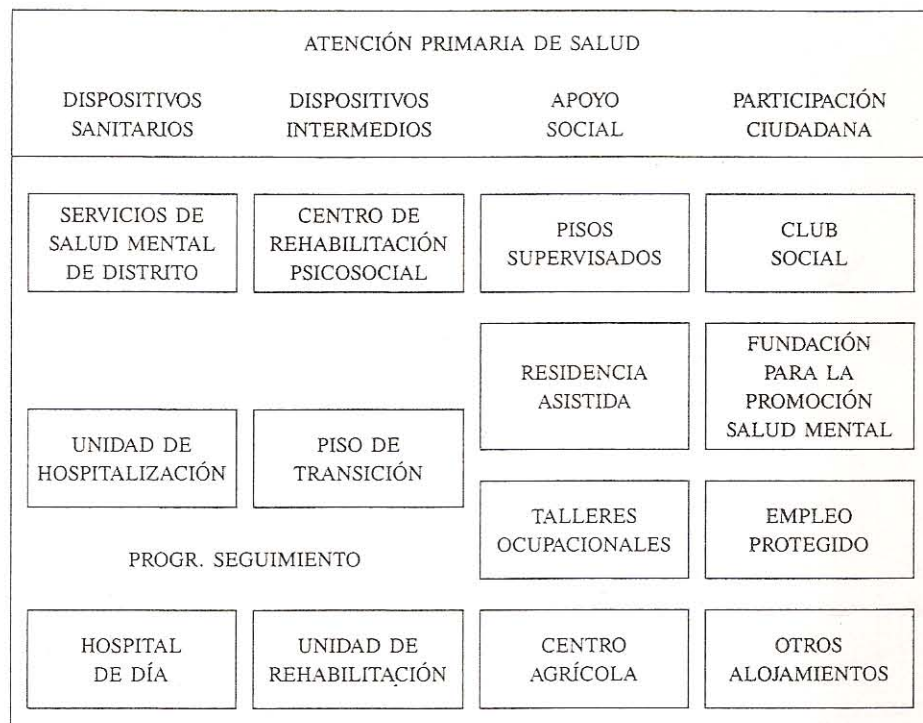 ATENCIÓN PRIMARIA DE SALUD
DISPOSITIVOS
SANITARIOS
DISPOSITIVOS
INTERMEDIOS
APOYO
SOCIAL
PARTICIPACIÓN
CIUDADANA
SERVICIOS DE
SALUD MENTAL
DE DISTRITO
CENTRO DE
REHABILITACIÓN
PSICOSOCIAL
PISOS
SUPERVISADOS
CLUB
SOCIAL
RESIDENCIA
ASISTIDA
FUNDACIÓN
PARA LA
PROMOCIÓN
SALUD MENTAL
UNIDAD DE
HOSPITALIZACIÓN
PISO DE
TRANSICIÓN
TALLERES
OCUPACIONALES
EMPLEO
PROTEGIDO
PROGR. SEGUIMIENTO
HOSPITAL
DE DÍA
UNIDAD DE
REHABILITACIÓN
CENTRO
AGRÍCOLA
OTROS
ALOJAMIENTOS